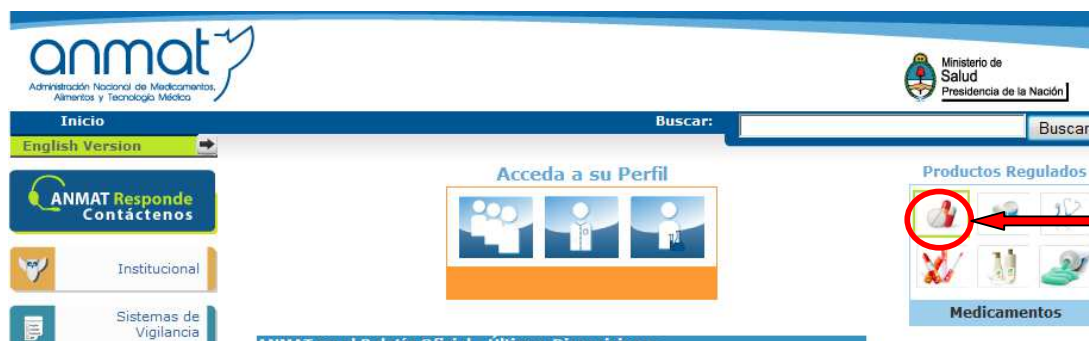 anmat
Administración Nacional de Medicamentos,
Alimentos y Tecnología Médica
Ministerio de
Salud
Presidencia de la Nación
Inicio
Buscar:
Buscar
English Version
ANMAT Responde
Contáctenos
Acceda a su Perfil
Productos Regulados
Institucional
Sistemas de
Vigilancia
Medicamentos